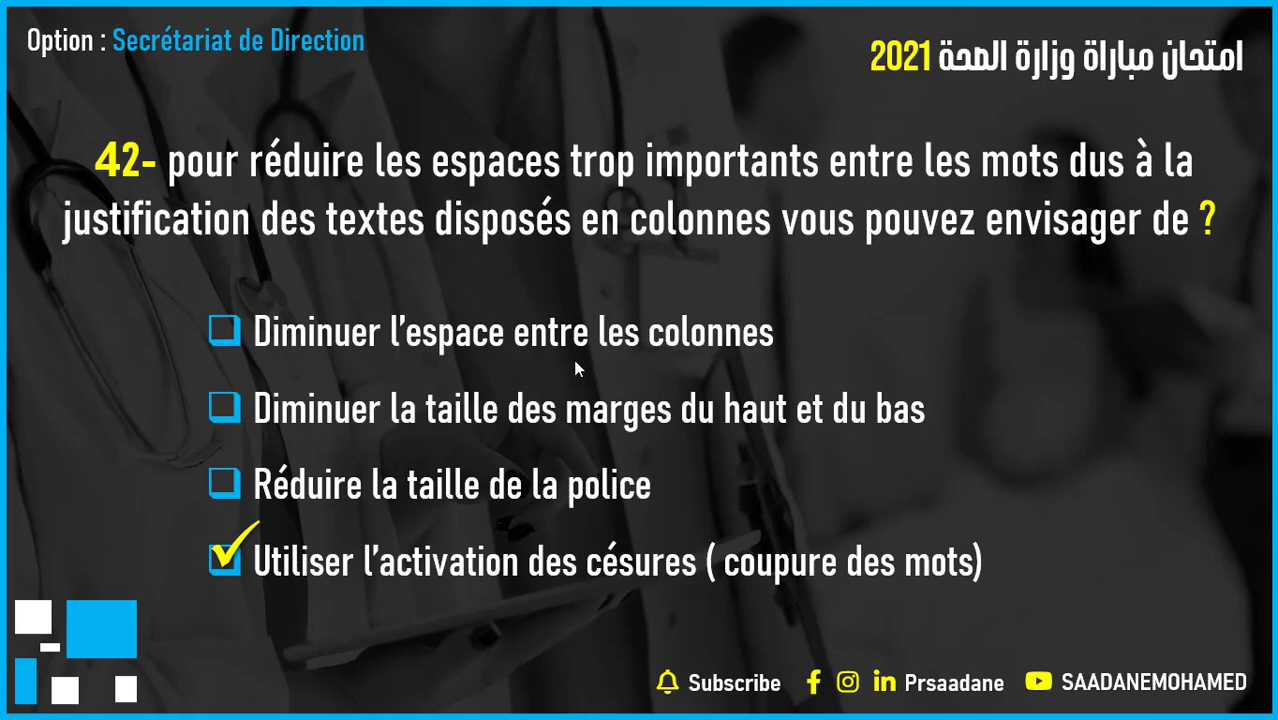 Option : Secrétariat de Direction
امتحان مباراة وزارة الصحة 2021
42- pour réduire les espaces trop importants entre les mots dus à la
justification des textes disposés en colonnes vous pouvez envisager de ?
Diminuer l'espace entre les colonnes
Diminuer la taille des marges du haut et du bas
Réduire la taille de la police
Utiliser l'activation des césures ( coupure des mots)
Subscribe Prsaadane SAADANEMOHAMED